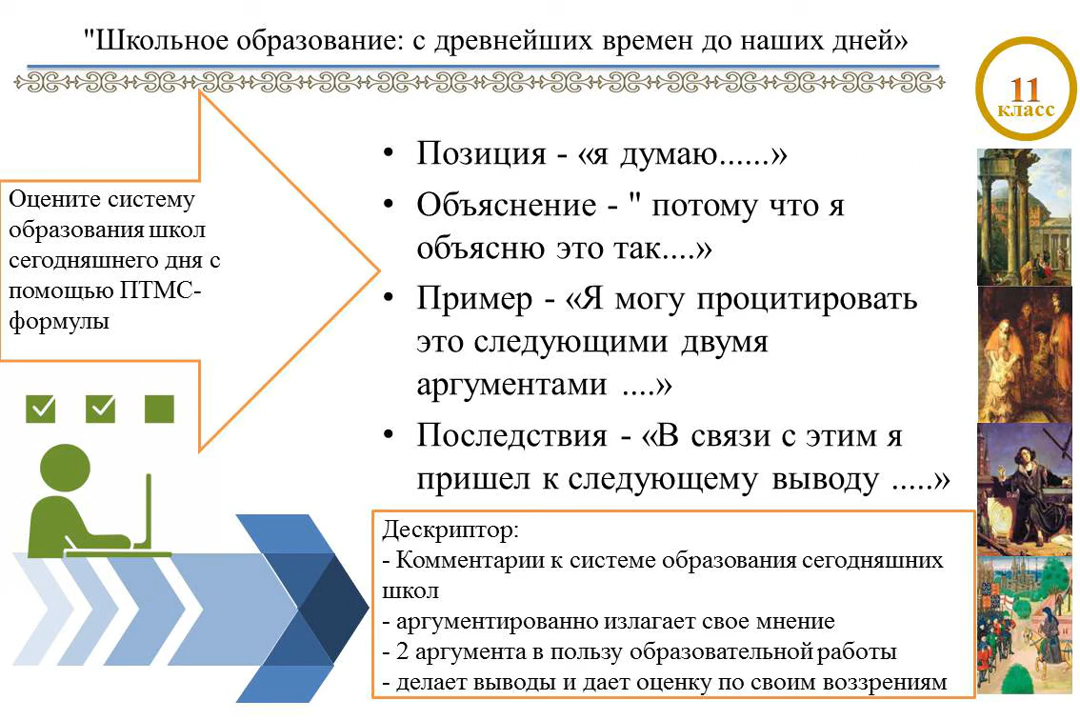 "Школьное образование: с древнейших времен до наших дней»
11
класс
Оцените систему
образования школ
сегодняшнего дня с
помощью ПТМС-
формулы
• Позиция - «я думаю......»
• Объяснение - " потому что я
объясню это так....»
• Пример - «Я могу процитировать
это следующими двумя
аргументами ....»
• Последствия - «В связи с этим я
пришел к следующему выводу .....»
Дескриптор:
- Комментарии к системе образования сегодняшних
школ
- аргументированно излагает свое мнение
- 2 аргумента в пользу образовательной работы
- делает выводы и дает оценку по своим воззрениям